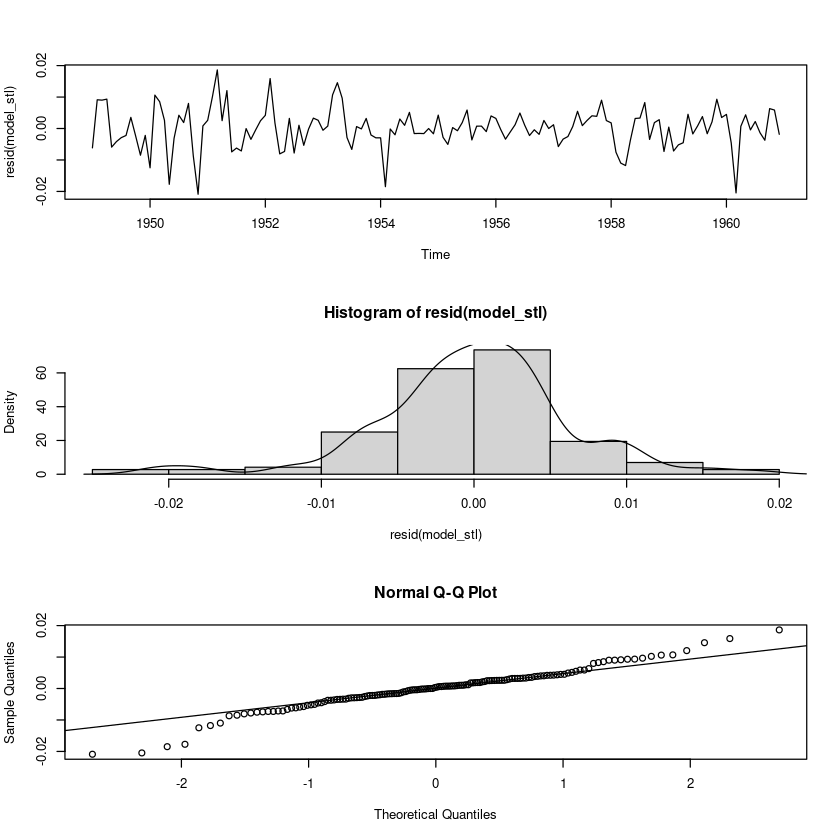 resid(model_stl)
-0.02 0.00 0.02
1950 1952 1954 1956 1958 1960
Time
Histogram of resid(model_stl)
Density
0 20 40 60
-0.02 -0.01 0.00 0.01 0.02
resid(model_stl)
Normal Q-Q Plot
Sample Quantiles
-0.02 0.00 0.02
-2 -1 0 1 2
Theoretical Quantiles